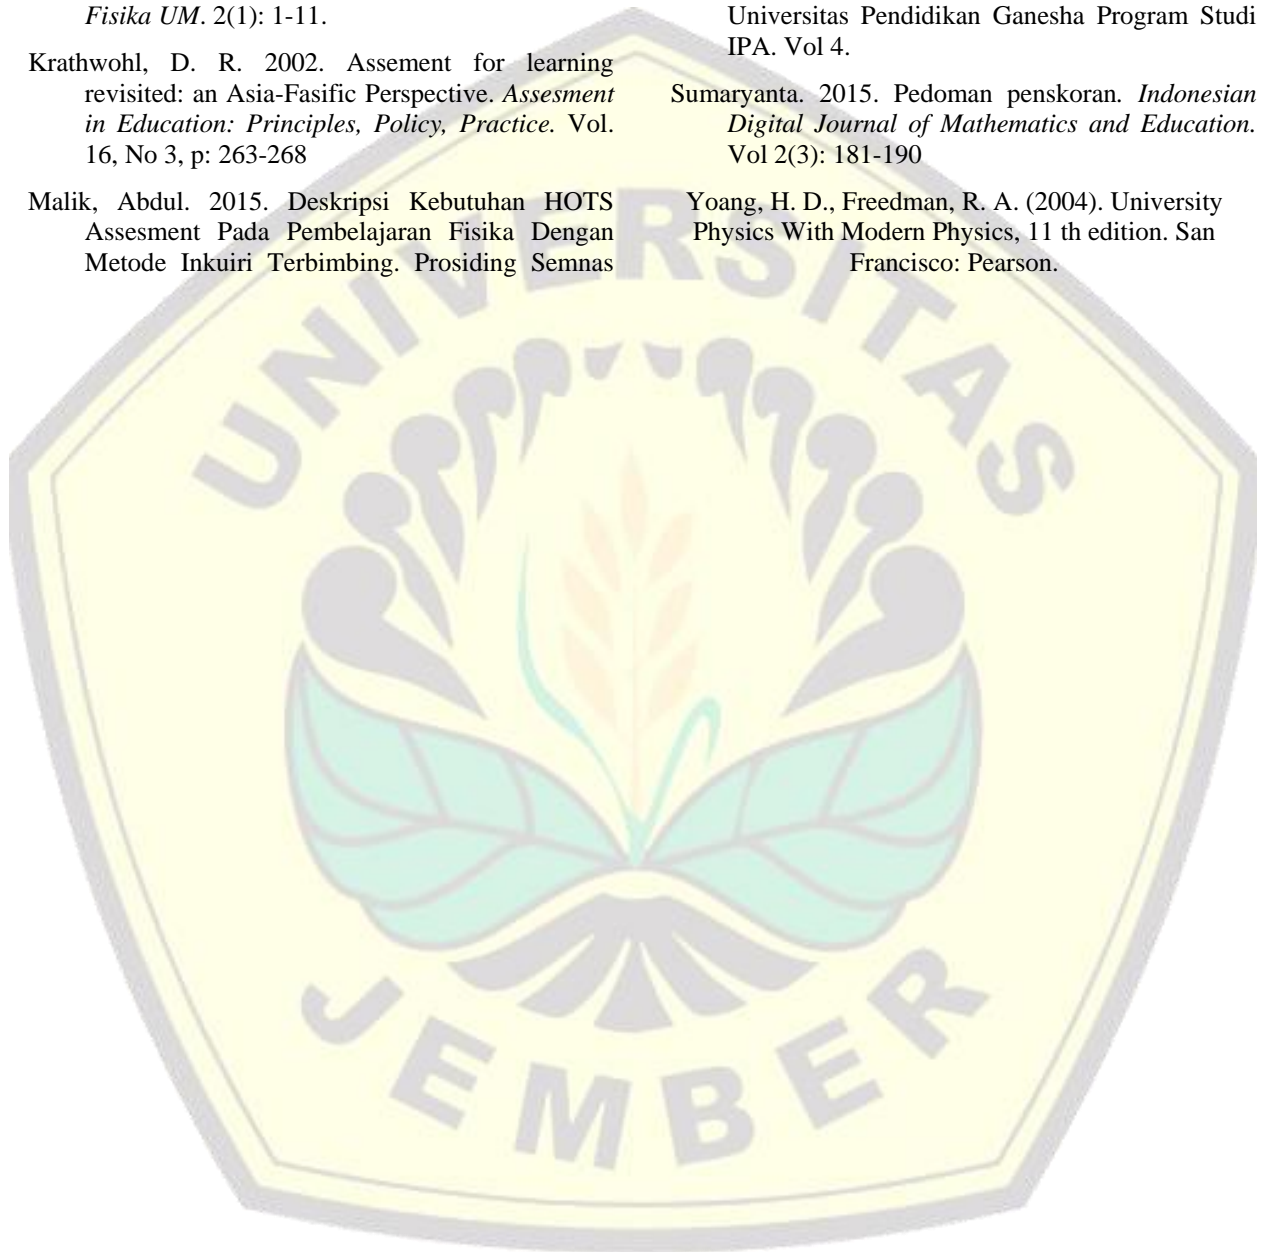 Fisika UM. 2(1): 1-11.
Krathwohl, D. R. 2002. Assement for learning
revisited: an Asia-Fasific Perspective. Assesment
in Education: Principles, Policy, Practice. Vol.
16, No 3, p: 263-268
Malik, Abdul. 2015. Deskripsi Kebutuhan HOTS
Assesment Pada Pembelajaran Fisika Dengan
Metode Inkuiri Terbimbing. Prosiding Semnas
Universitas Pendidikan Ganesha Program Studi
IPA. Vol 4.
Sumaryanta. 2015. Pedoman penskoran. Indonesian
Digital Journal of Mathematics and Education.
Vol 2(3): 181-190
Yoang, H. D., Freedman, R. A. (2004). University
Physics With Modern Physics, 11 th edition. San
Francisco: Pearson.
UNIVERSITAS
JEMBER